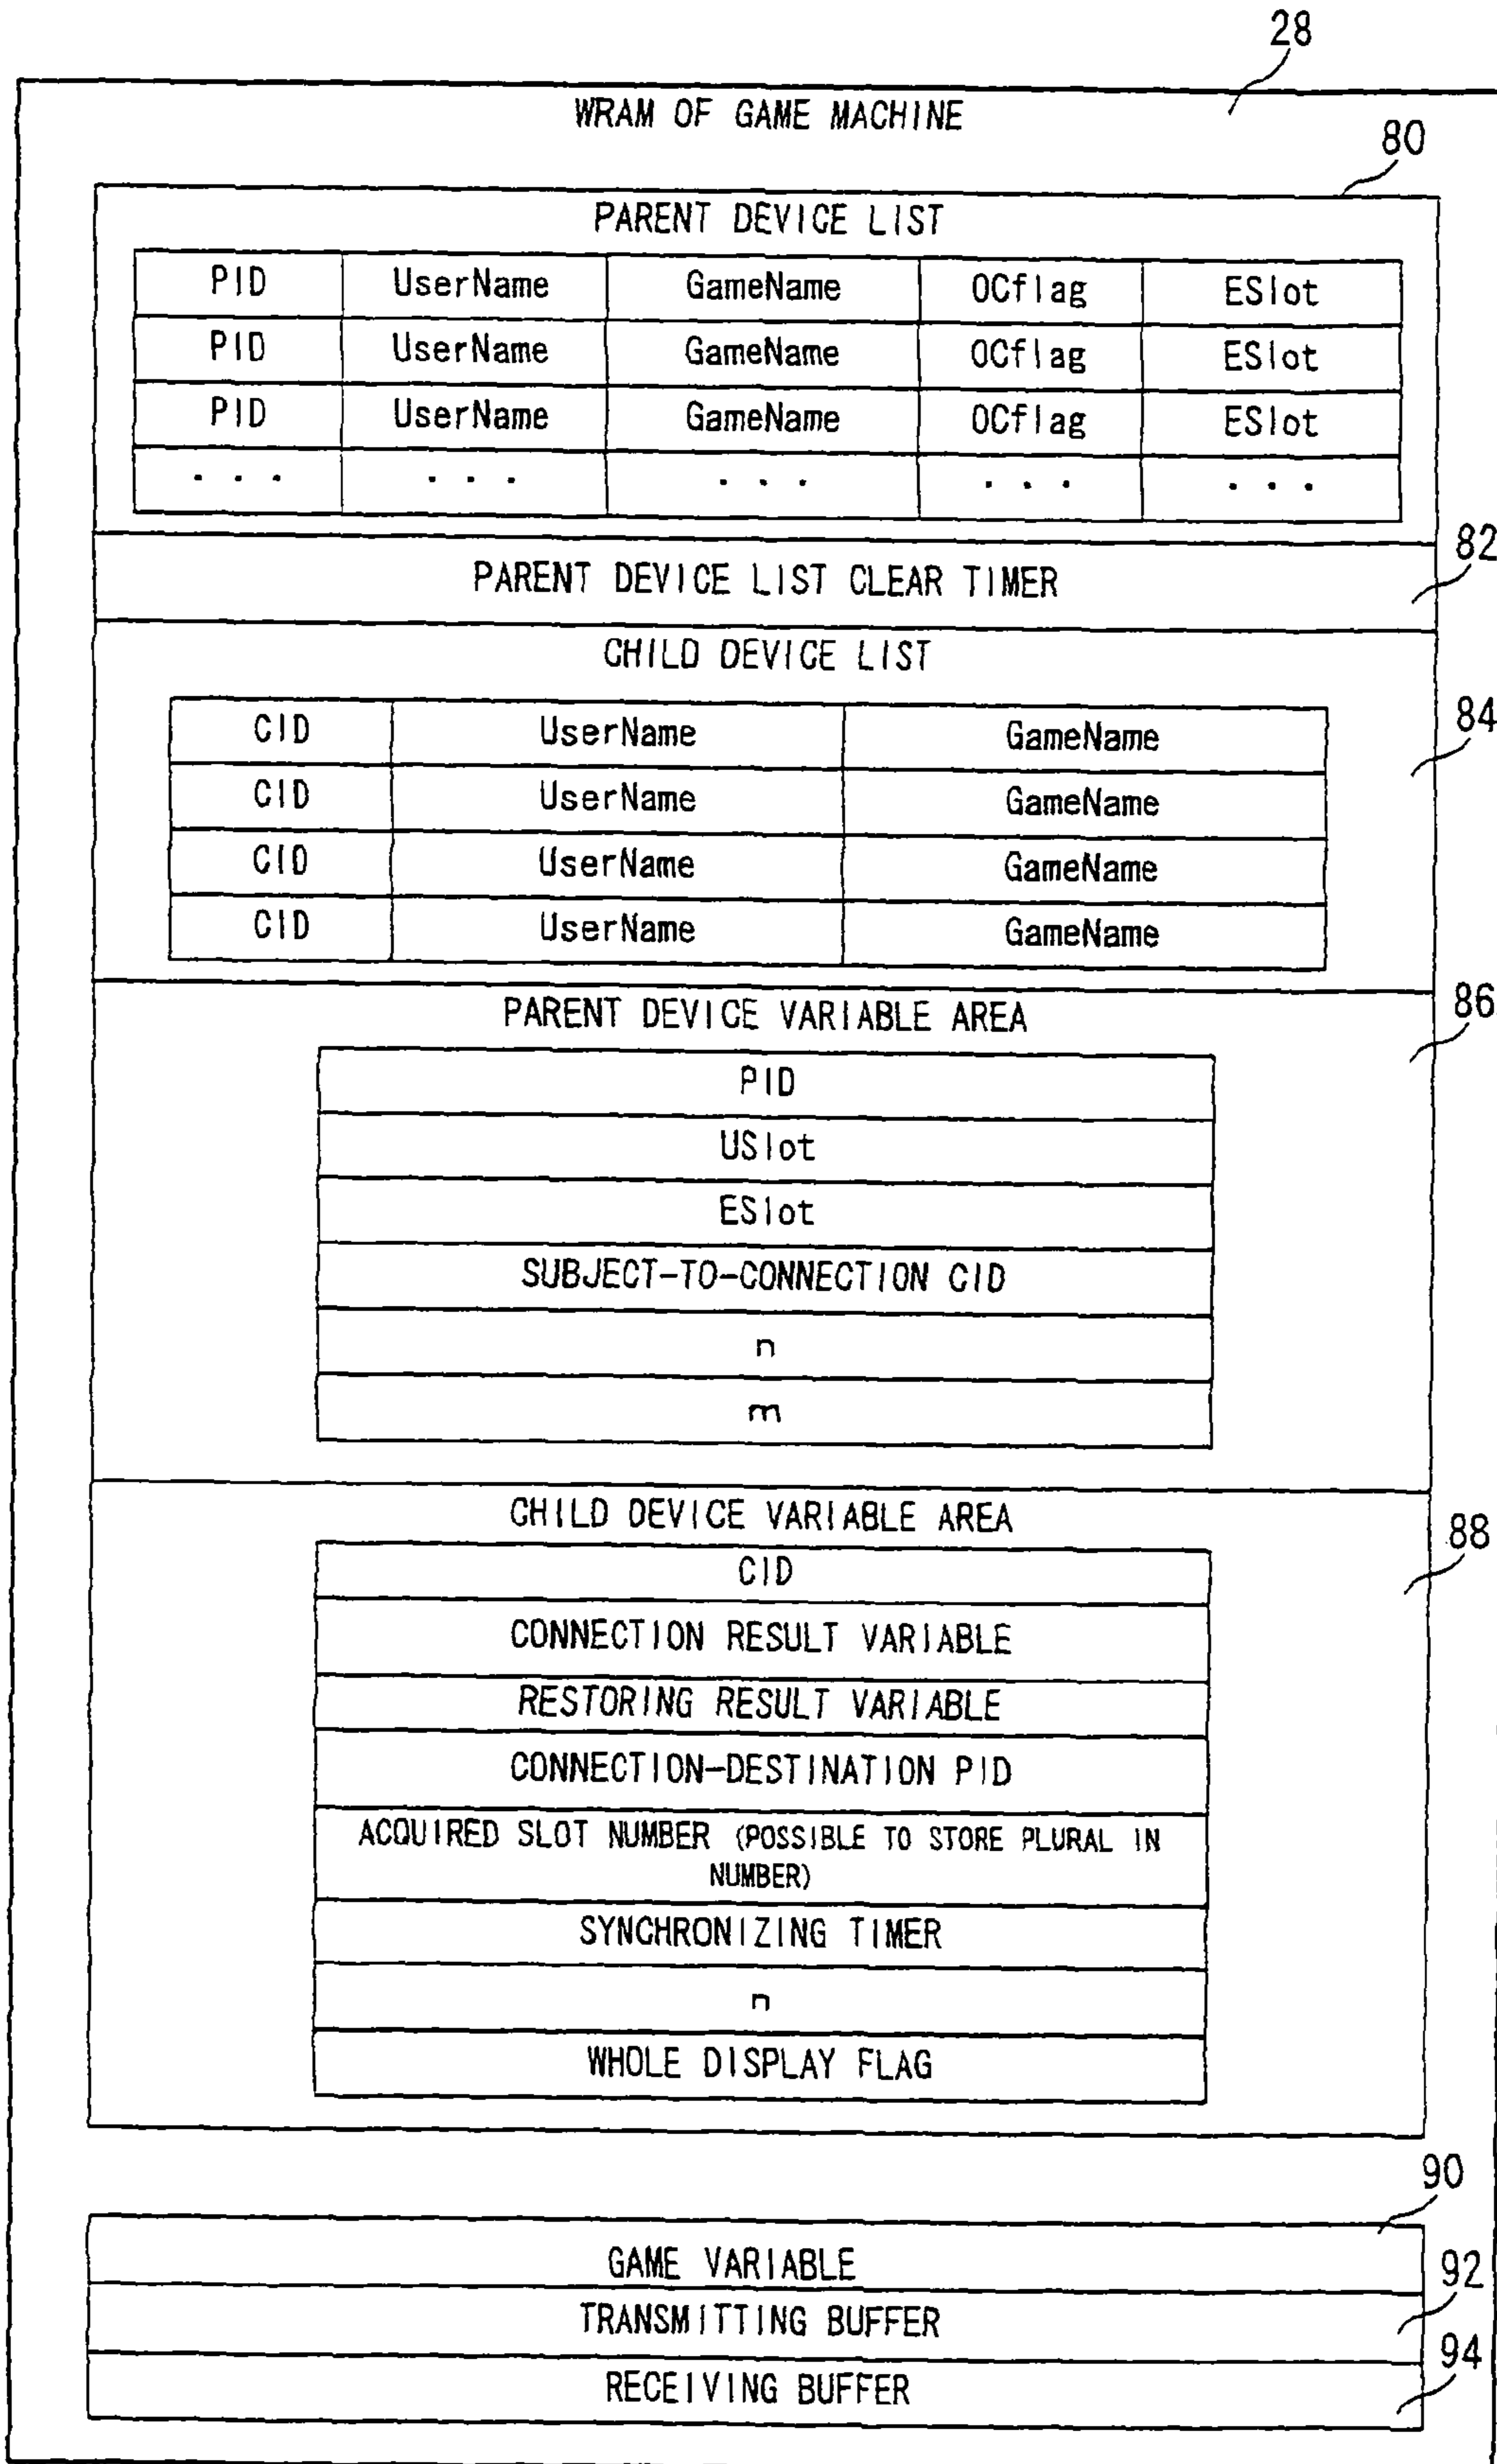 28
WRAM OF GAME MACHINE
80
PARENT DEVICE LIST
PID UserName GameName OCflag ESlot
PID UserName GameName OCflag ESlot
PID UserName GameName OCflag ESlot
... ... ... ... ...
82
PARENT DEVICE LIST CLEAR TIMER
CHILD DEVICE LIST
84
CID UserName GameName
CID UserName GameName
CID UserName GameName
CID UserName GameName
86
PARENT DEVICE VARIABLE AREA
PID
USlot
ESlot
SUBJECT-TO-CONNECTION CID
n
m
CHILD DEVICE VARIABLE AREA
88
CID
CONNECTION RESULT VARIABLE
RESTORING RESULT VARIABLE
CONNECTION-DESTINATION PID
ACQUIRED SLOT NUMBER (POSSIBLE TO STORE PLURAL IN
NUMBER)
SYNCHRONIZING TIMER
n
WHOLE DISPLAY FLAG
90
GAME VARIABLE
92
TRANSMITTING BUFFER
94
RECEIVING BUFFER